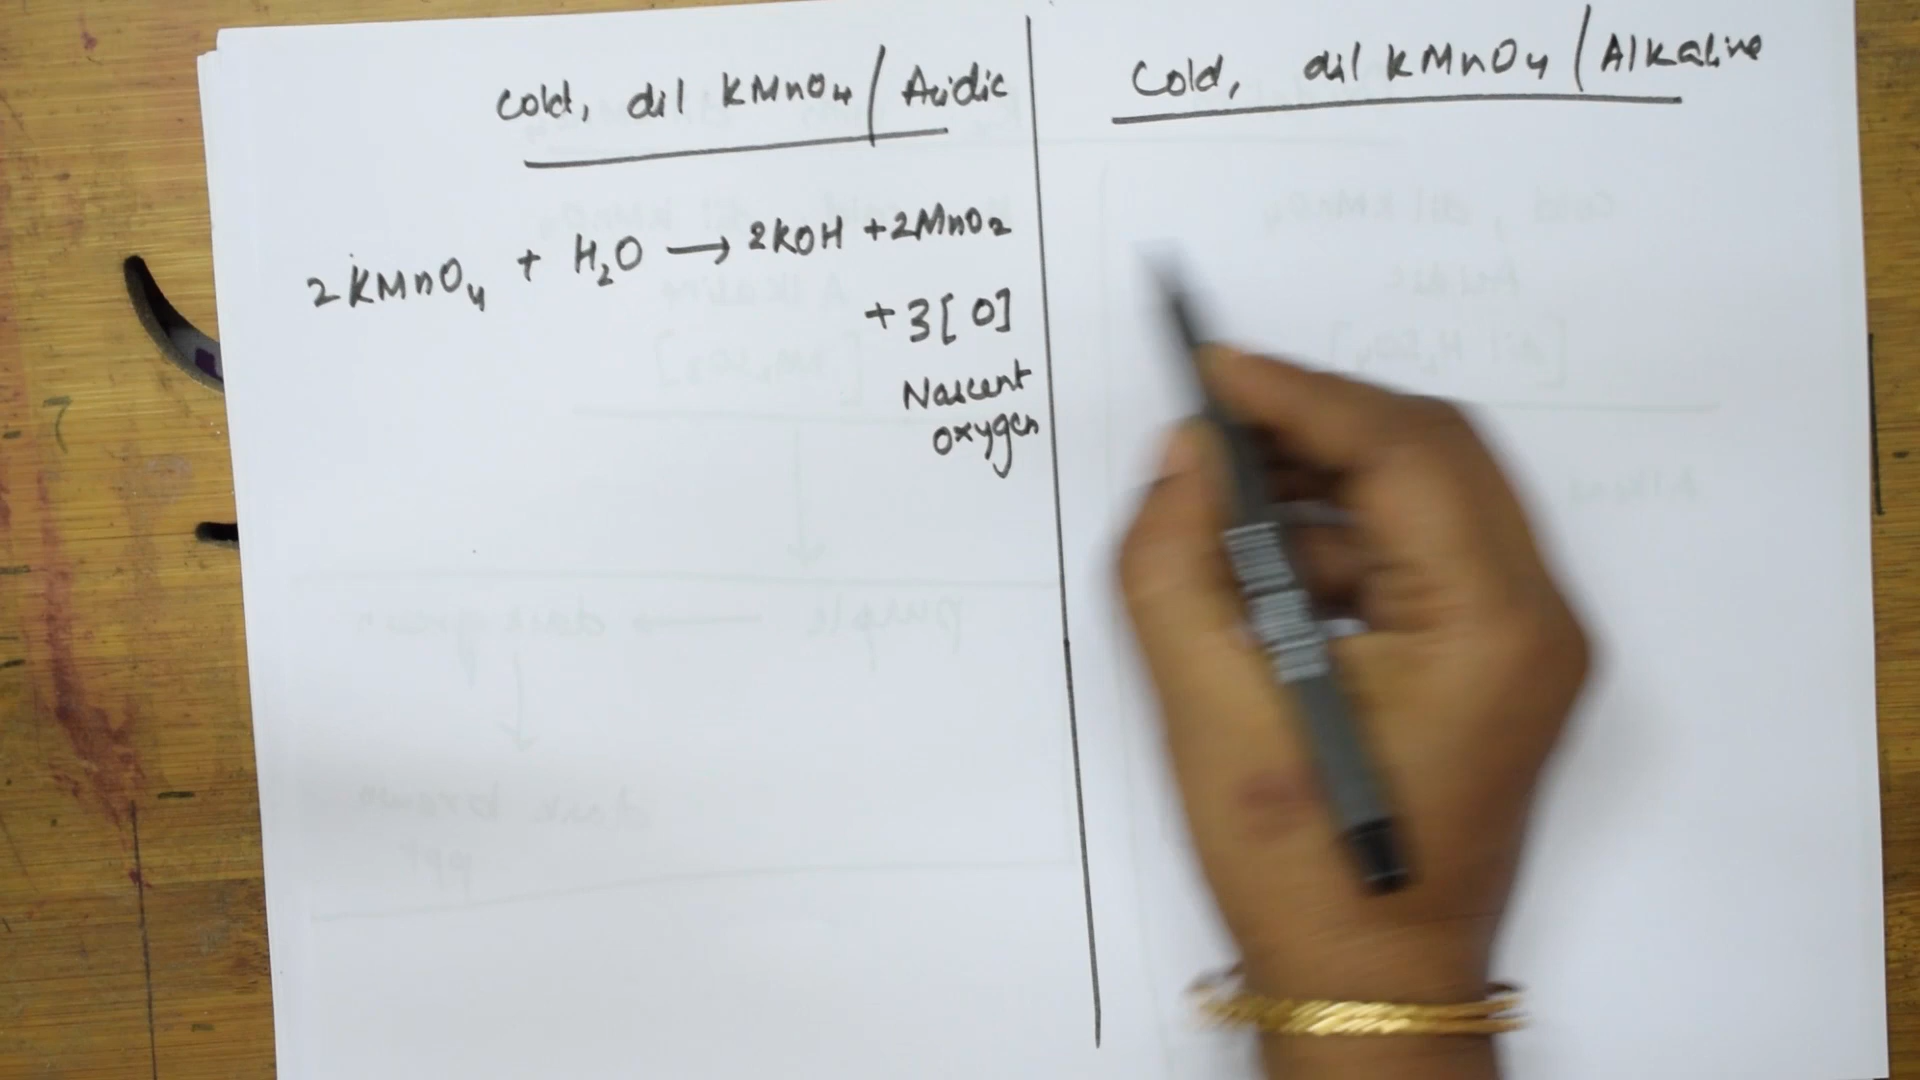 Cold, dil KMnO4 / Acidic
2KMnO4 + H2O → 2KOH + 2MnO2
+ 3[O]
Nascent
oxygen
Cold, dil KMnO4 / Alkaline